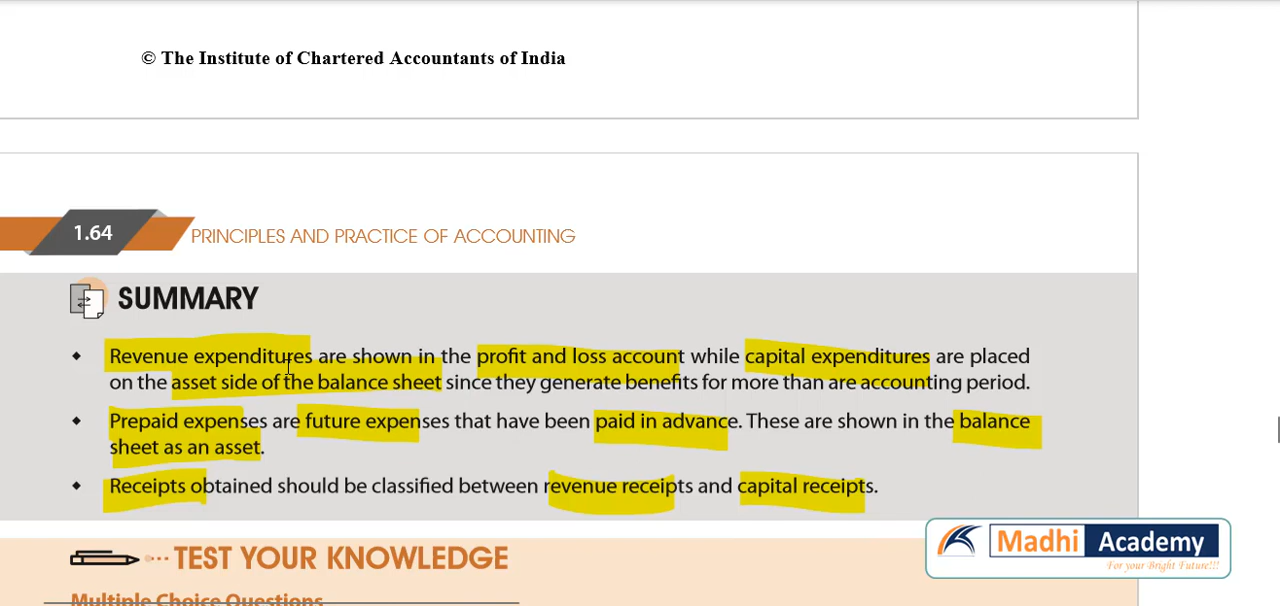 © The Institute of Chartered Accountants of India
1.64
PRINCIPLES AND PRACTICE OF ACCOUNTING
SUMMARY
Revenue expenditures are shown in the profit and loss account while capital expenditures are placed
on the asset side of the balance sheet since they generate benefits for more than are accounting period.
Prepaid expenses are future expenses that have been paid in advance. These are shown in the balance
sheet as an asset.
Receipts obtained should be classified between revenue receipts and capital receipts.
Madhi Academy
For your Bright Future!!!
TEST YOUR KNOWLEDGE
Multiple Choice Questions